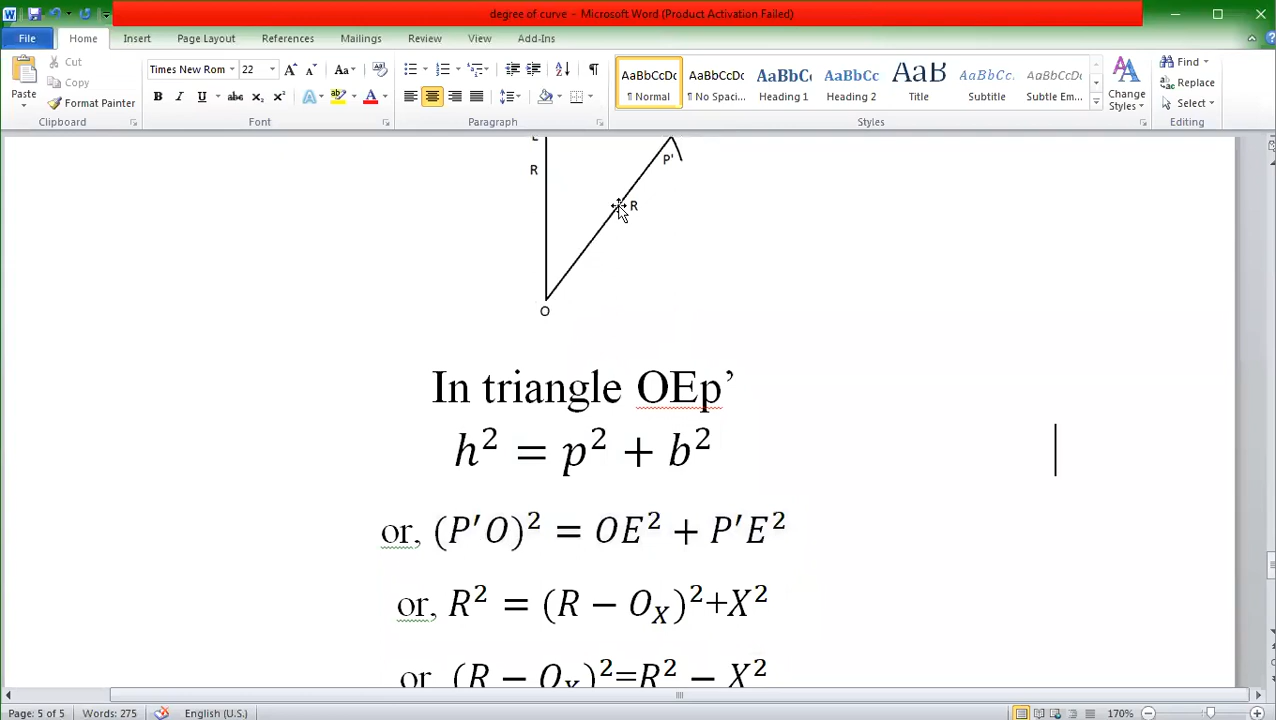 degree of curve - Microsoft Word (Product Activation Failed)
File Home Insert Page Layout References Mailings Review View Add-Ins
Paste
Cut
Copy
Format Painter
Clipboard
Times New Rom 22
Font
Paragraph
AaBbCcDc AaBbCcDc AaBbCc AaBbCc AaB AaBbCcL AaBbCcDc
¶ Normal ¶ No Spaci... Heading 1 Heading 2 Title Subtitle Subtle Em...
Styles
Change Styles
Find
Replace
Select
Editing
P'
R
R
O
In triangle OEp’
h² = p² + b²
or, (P′O)² = OE² + P′E²
or, R² = (R − O_X)²+X²
or, (R − O_X)²=R² − X²
Page: 5 of 5 Words: 275 English (U.S.) 170%